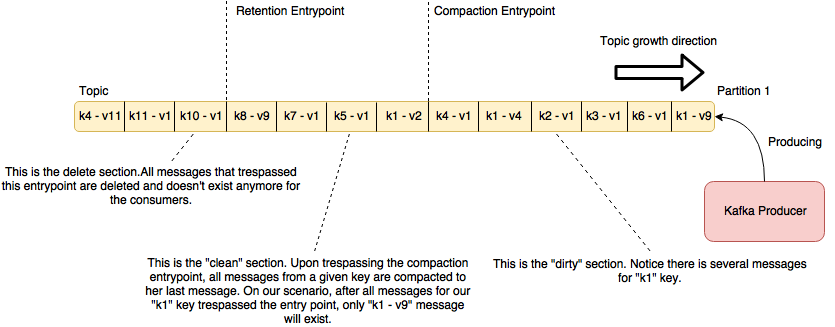 Retention Entrypoint
Compaction Entrypoint
Topic growth direction
Topic
Partition 1
k4 - v11 k11 - v1 k10 - v1 k8 - v9 k7 - v1 k5 - v1 k1 - v2 k4 - v1 k1 - v4 k2 - v1 k3 - v1 k6 - v1 k1 - v9
Producing
This is the delete section.All messages that trespassed
this entrypoint are deleted and doesn't exist anymore for
the consumers.
Kafka Producer
This is the "clean" section. Upon trespassing the compaction
entrypoint, all messages from a given key are compacted to
her last message. On our scenario, after all messages for our
"k1" key trespassed the entry point, only "k1 - v9" message
will exist.
This is the "dirty" section. Notice there is several messages
for "k1" key.